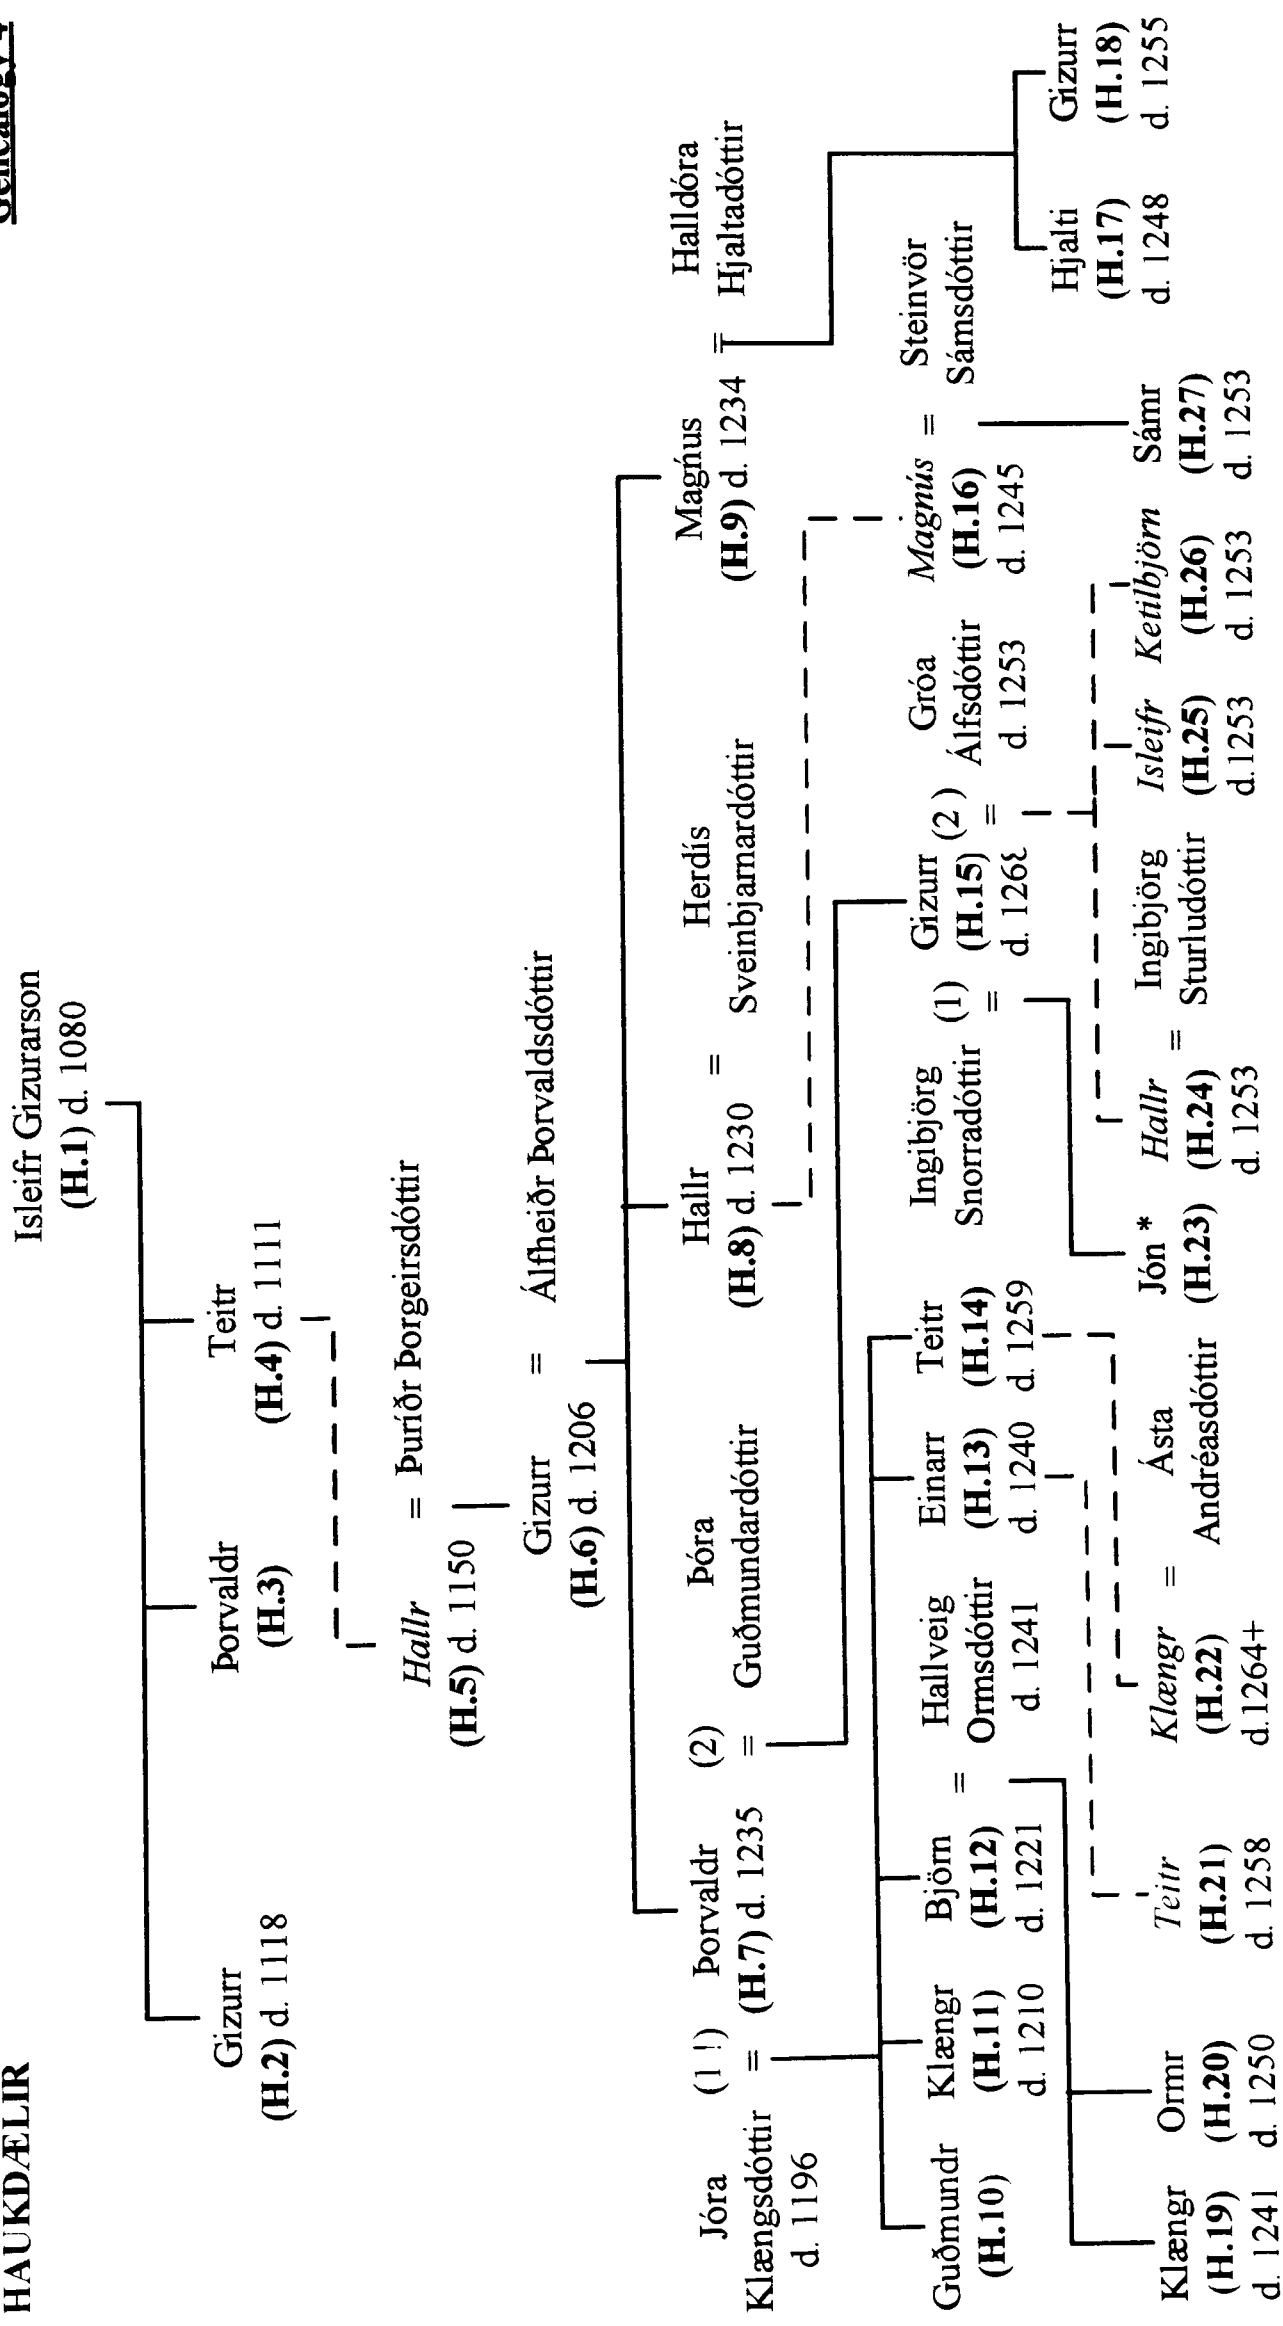 HAUKDÆLIR
Genealogy 4
Isleifr Gizurarson
(H.1) d. 1080
Gizurr
(H.2) d. 1118
Þorvaldr
(H.3)
Teitr
(H.4) d. 1111
Hallr = Þuríðr Þorgeirsdóttir
(H.5) d. 1150
Gizurr = Álfheiðr Þorvaldsdóttir
(H.6) d. 1206
Jóra
Klængsdóttir
d. 1196
(1 !)
=
Þorvaldr
(H.7) d. 1235
(2)
=
Þóra
Guðmundardóttir
Hallr
(H.8) d. 1230
=
Herdís
Sveinbjarnardóttir
Magńus
(H.9) d. 1234
=
Halldóra
Hjaltadóttir
Guðmundr
(H.10)
Klængr
(H.11)
d. 1210
Björn
(H.12)
d. 1221
=
Hallveig
Ormsdóttir
d. 1241
Einarr
(H.13)
d. 1240
Teitr
(H.14)
d. 1259
Ingibjörg
Snorradóttir
(1)
=
Gizurr
(H.15)
d. 1268
(2 )
=
Gróa
Álfsdóttir
d. 1253
Magnús
(H.16)
d. 1245
=
Steinvör
Sámsdóttir
Hjalti
(H.17)
d. 1248
Gizurr
(H.18)
d. 1255
Klængr
(H.19)
d. 1241
Ormr
(H.20)
d. 1250
Teitr
(H.21)
d. 1258
Klængr
(H.22)
d.1264+
=
Ásta
Andréasdóttir
Jón *
(H.23)
Hallr
(H.24)
d. 1253
=
Ingibjörg
Sturludóttir
Isleifr
(H.25)
d.1253
Ketilbjörn
(H.26)
d. 1253
Sámr
(H.27)
d. 1253